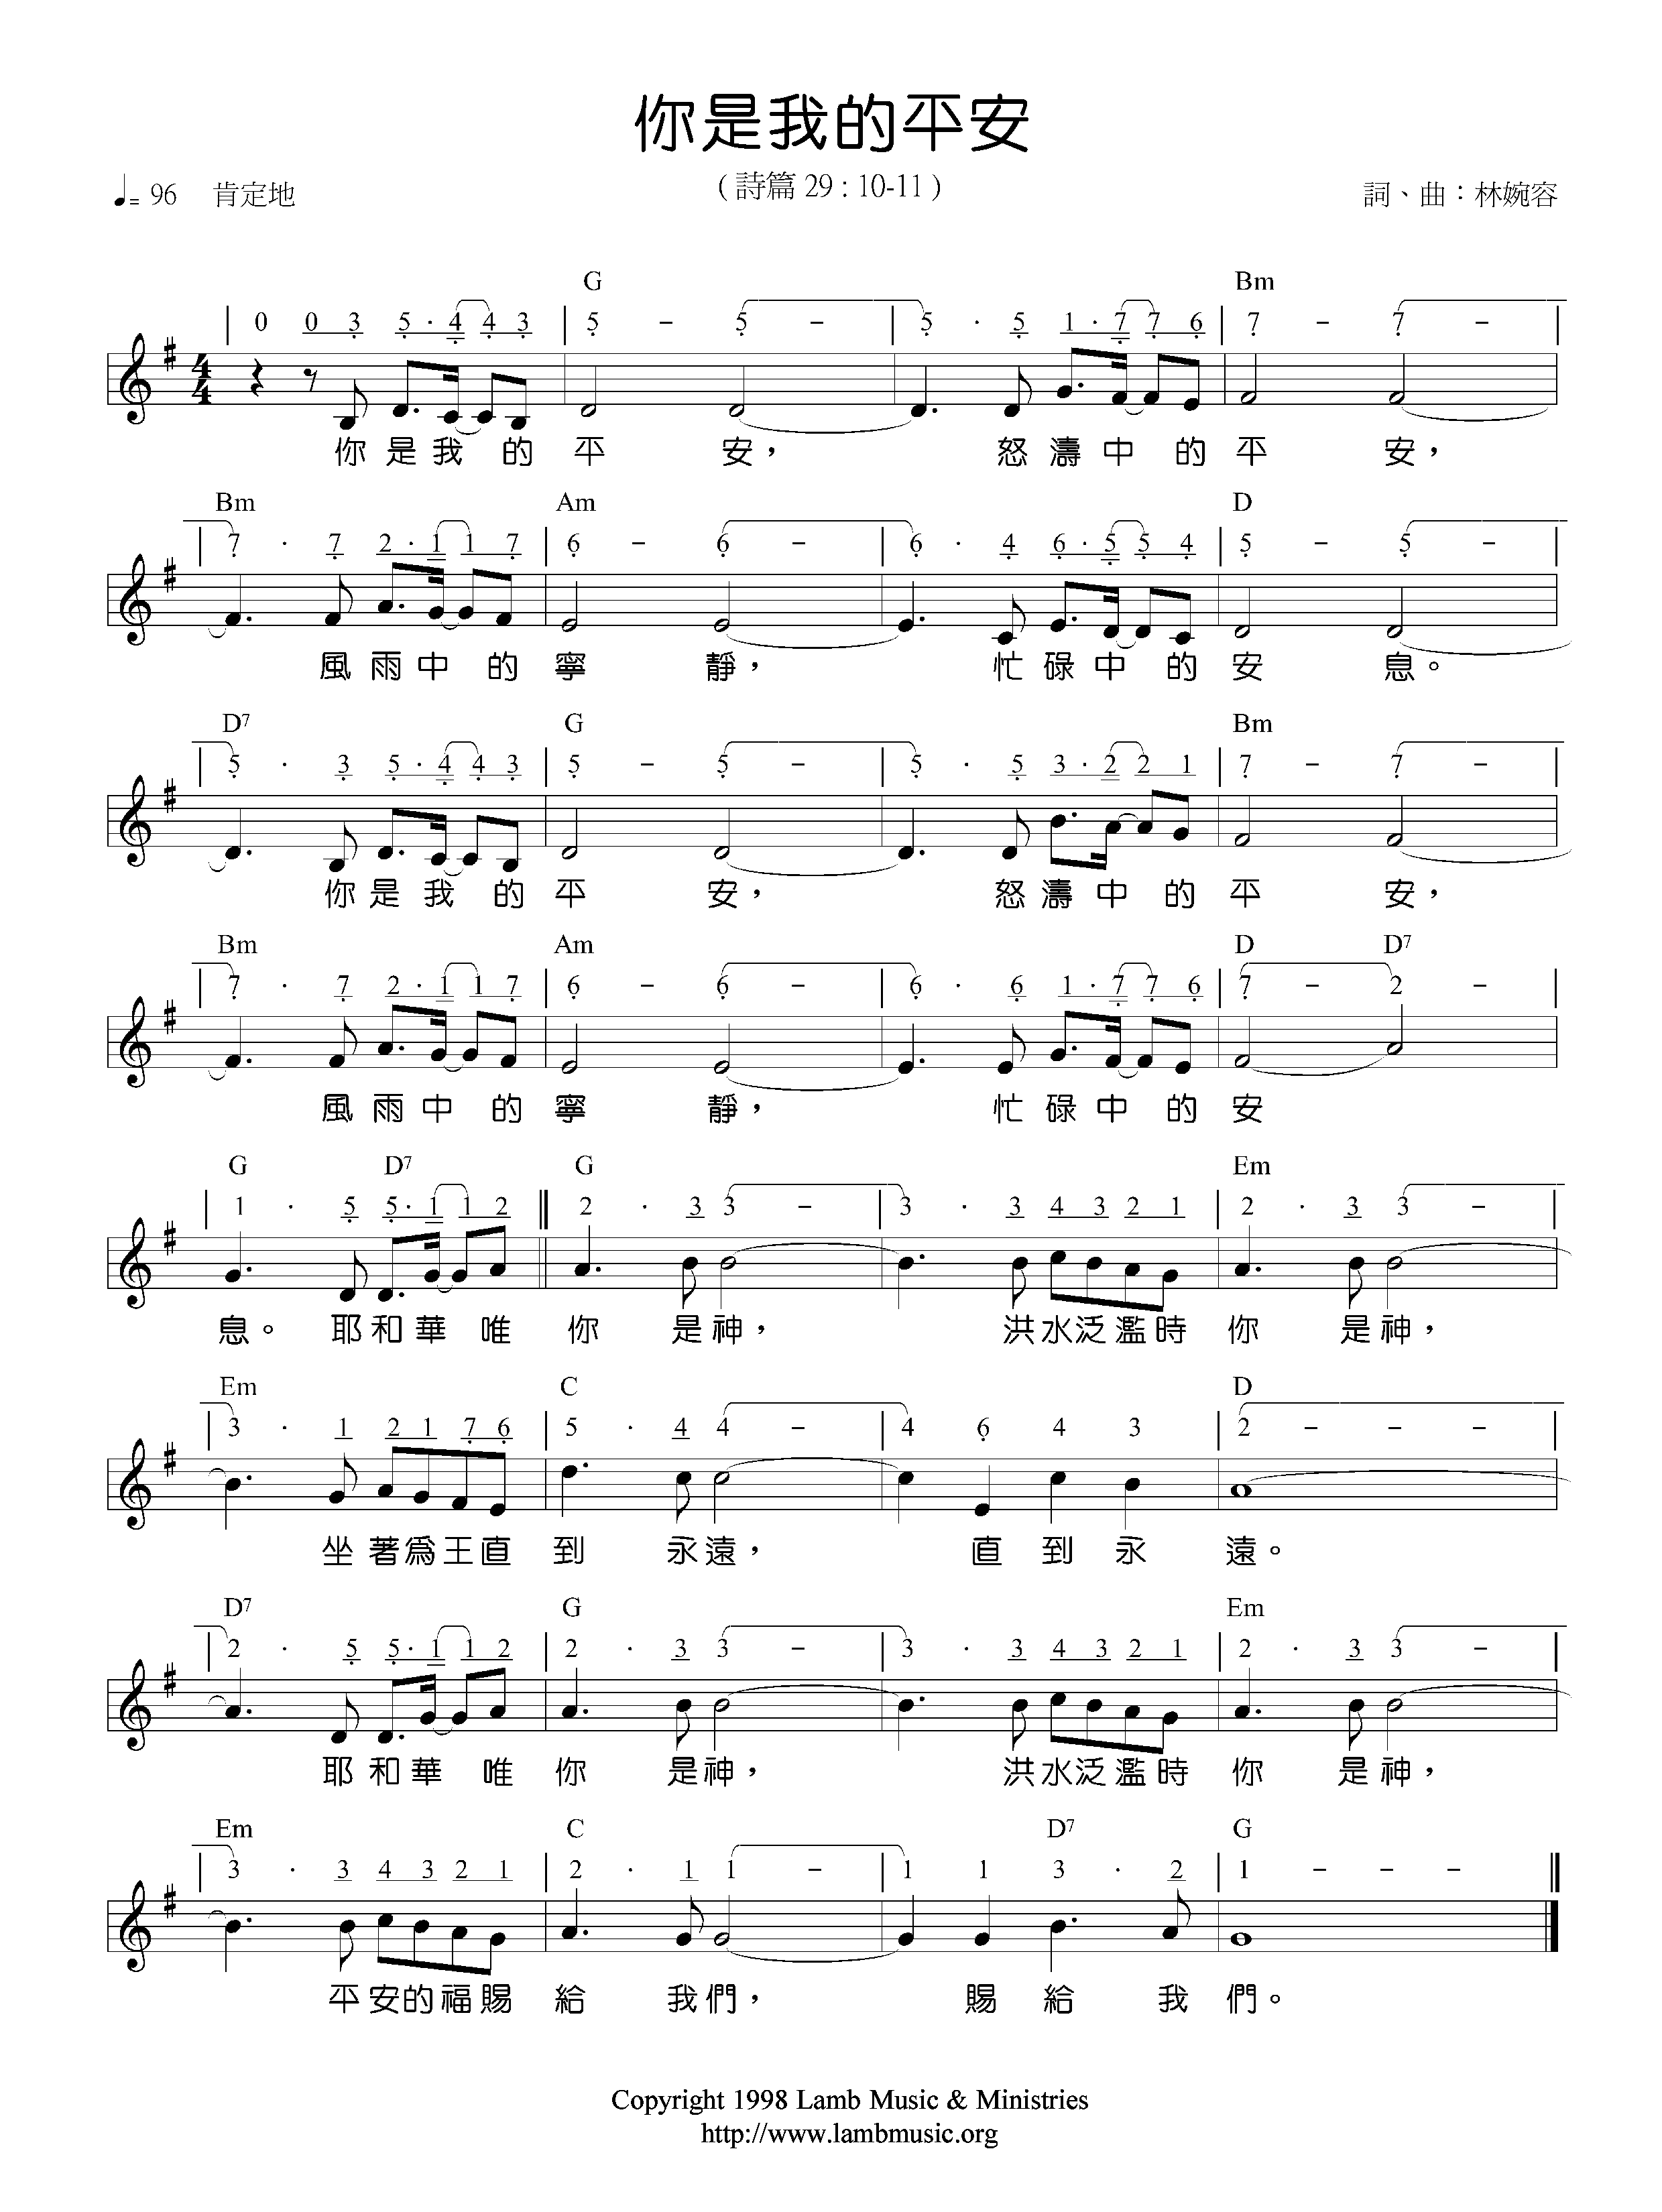 你是我的平安
( 詩篇 29 : 10-11 )
♩= 96 肯定地
詞、曲：林婉容
G Bm
0 0 3 5 · 4 4 3 5 - 5 - 5 · 5 1 · 7 7 6 7 - 7 -
你是我的平安， 怒濤中的平安，
Bm Am D
7 · 7 2 · 1 1 7 6 - 6 - 6 · 4 6 · 5 5 4 5 - 5 -
風雨中的寧靜， 忙碌中的安息。
D7 G Bm
5 · 3 5 · 4 4 3 5 - 5 - 5 · 5 3 · 2 2 1 7 - 7 -
你是我的平安， 怒濤中的平安，
Bm Am D D7
7 · 7 2 · 1 1 7 6 - 6 - 6 · 6 1 · 7 7 6 7 - 2 -
風雨中的寧靜， 忙碌中的安
G D7 G Em
1 · 5 5 · 1 1 2 2 · 3 3 - 3 · 3 4 3 2 1 2 · 3 3 -
息。耶和華唯你是神， 洪水泛濫時你是神，
Em C D
3 · 1 2 1 7 6 5 · 4 4 - 4 6 4 3 2 - - -
坐著為王直到永遠， 直到永遠。
D7 G Em
2 · 5 5 · 1 1 2 2 · 3 3 - 3 · 3 4 3 2 1 2 · 3 3 -
耶和華唯你是神， 洪水泛濫時你是神，
Em C D7 G
3 · 3 4 3 2 1 2 · 1 1 - 1 1 3 · 2 1 - - -
平安的福賜給我們， 賜給我們。
Copyright 1998 Lamb Music & Ministries
http://www.lambmusic.org